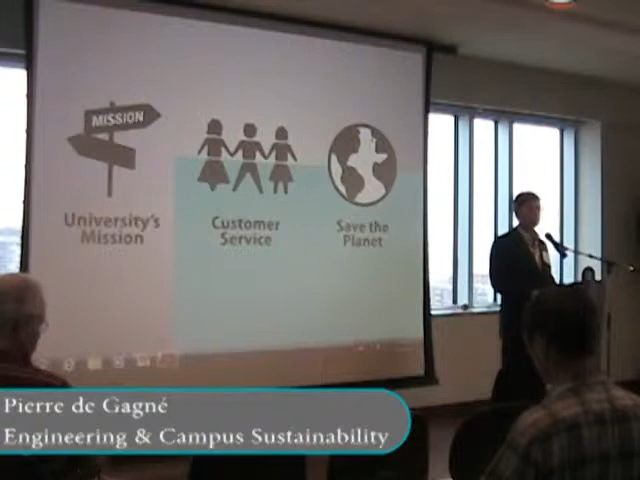 MISSION
University's
Mission
Customer
Service
Save the
Planet
Pierre de Gagné
Engineering & Campus Sustainability